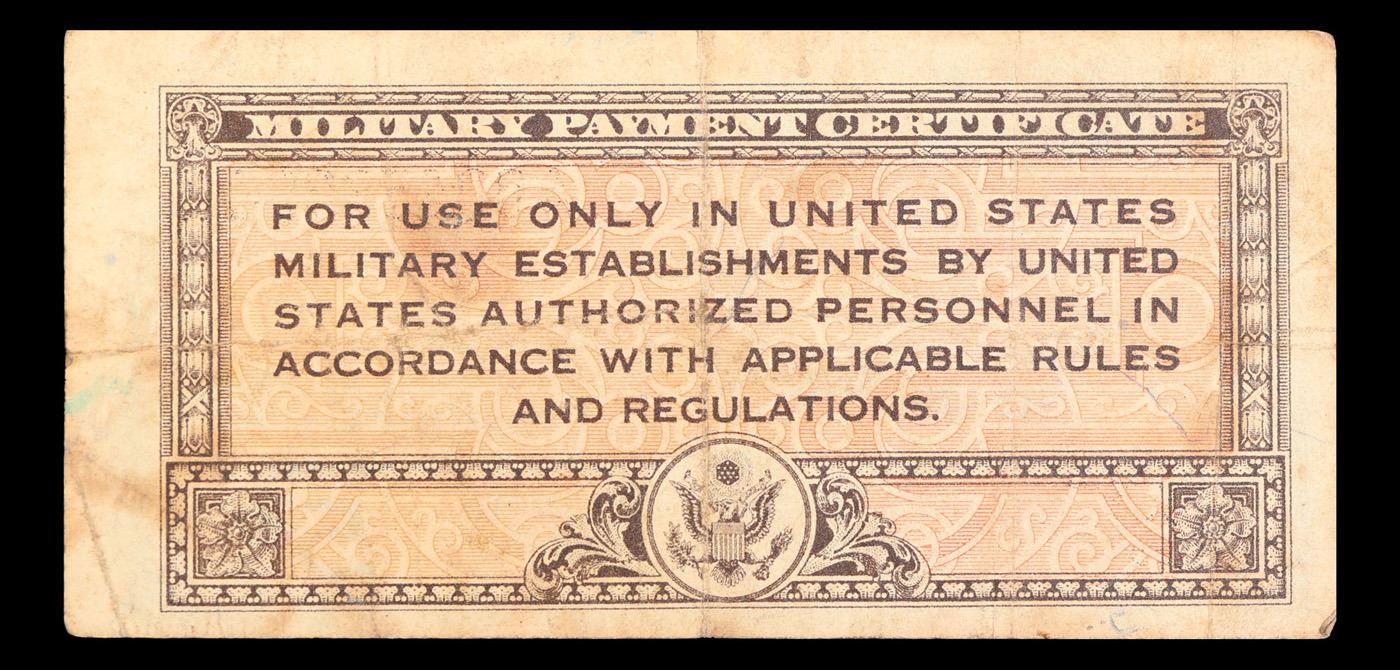 MILITARY PAYMENT CERTIFICATE
FOR USE ONLY IN UNITED STATES
MILITARY ESTABLISHMENTS BY UNITED
STATES AUTHORIZED PERSONNEL IN
ACCORDANCE WITH APPLICABLE RULES
AND REGULATIONS.